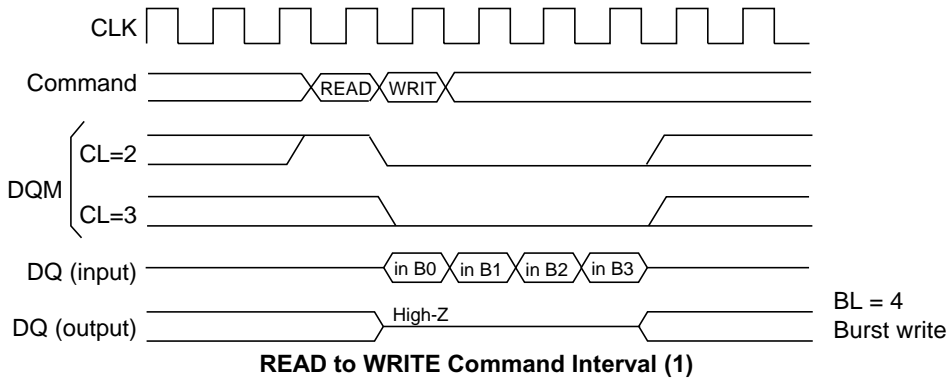 CLK
Command
READ
WRIT
DQM
CL=2
CL=3
DQ (input)
in B0
in B1
in B2
in B3
DQ (output)
High-Z
BL = 4
Burst write
READ to WRITE Command Interval (1)